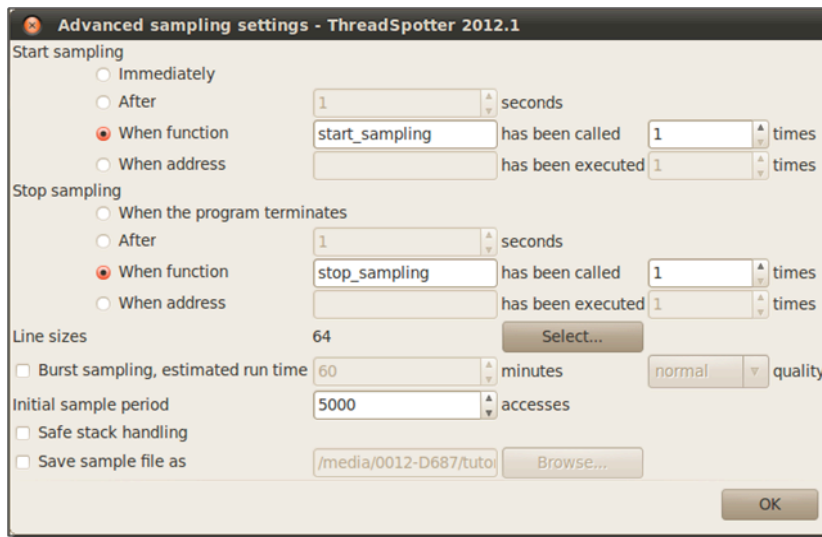 Advanced sampling settings - ThreadSpotter 2012.1
Start sampling
Immediately
After 1 seconds
When function start_sampling has been called 1 times
When address has been executed 1 times
Stop sampling
When the program terminates
After 1 seconds
When function stop_sampling has been called 1 times
When address has been executed 1 times
Line sizes 64 Select...
Burst sampling, estimated run time 60 minutes normal quality
Initial sample period 5000 accesses
Safe stack handling
Save sample file as /media/0012-D687/tutor Browse...
OK